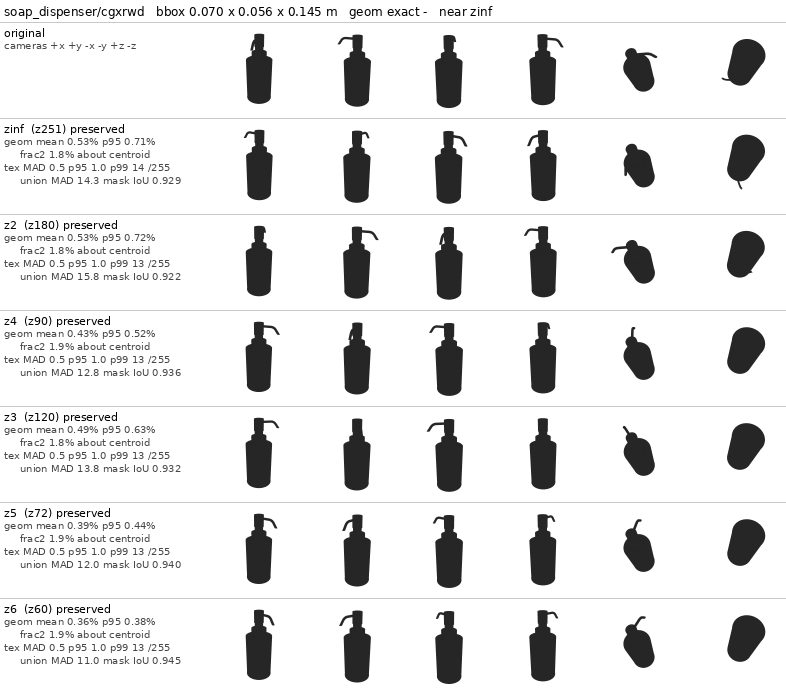 soap_dispenser/cgxrwd   bbox 0.070 x 0.056 x 0.145 m   geom exact -   near zinf
original
cameras +x +y -x -y +z -z
zinf  (z251) preserved
geom mean 0.53% p95 0.71%
frac2 1.8% about centroid
tex MAD 0.5 p95 1.0 p99 14 /255
union MAD 14.3 mask IoU 0.929
z2  (z180) preserved
geom mean 0.53% p95 0.72%
frac2 1.8% about centroid
tex MAD 0.5 p95 1.0 p99 13 /255
union MAD 15.8 mask IoU 0.922
z4  (z90) preserved
geom mean 0.43% p95 0.52%
frac2 1.9% about centroid
tex MAD 0.5 p95 1.0 p99 13 /255
union MAD 12.8 mask IoU 0.936
z3  (z120) preserved
geom mean 0.49% p95 0.63%
frac2 1.8% about centroid
tex MAD 0.5 p95 1.0 p99 13 /255
union MAD 13.8 mask IoU 0.932
z5  (z72) preserved
geom mean 0.39% p95 0.44%
frac2 1.9% about centroid
tex MAD 0.5 p95 1.0 p99 13 /255
union MAD 12.0 mask IoU 0.940
z6  (z60) preserved
geom mean 0.36% p95 0.38%
frac2 1.9% about centroid
tex MAD 0.5 p95 1.0 p99 13 /255
union MAD 11.0 mask IoU 0.945